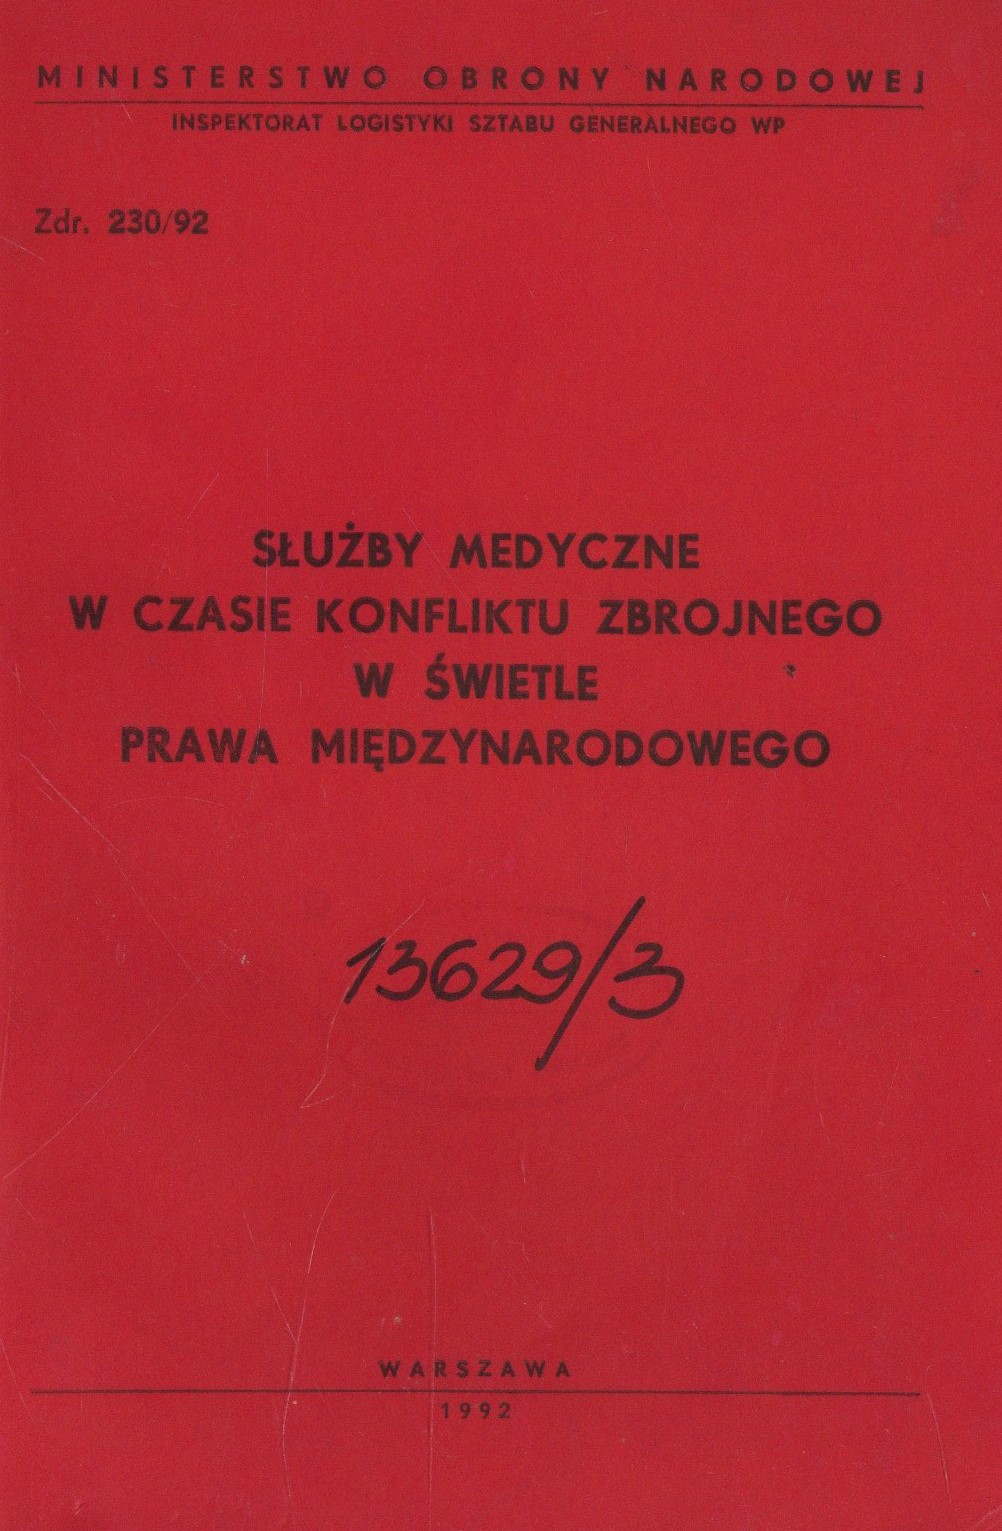 MINISTERSTWO OBRONY NARODOWEJ
INSPEKTORAT LOGISTYKI SZTABU GENERALNEGO WP
Zdr. 230/92
SŁUŻBY MEDYCZNE
W CZASIE KONFLIKTU ZBROJNEGO
W ŚWIETLE
PRAWA MIĘDZYNARODOWEGO
13629/3
WARSZAWA
1992